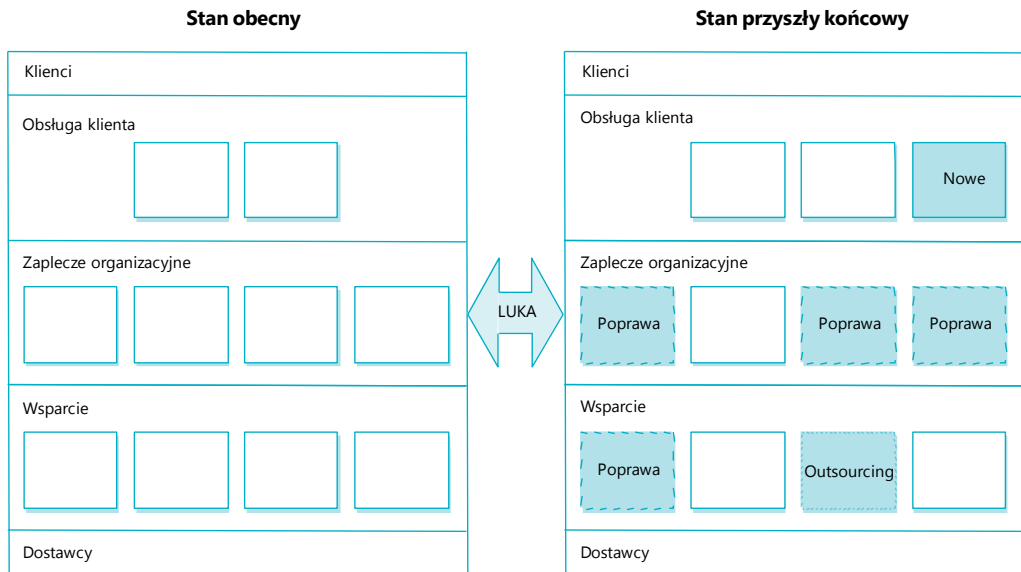 Stan obecny
Klienci
Obsługa klienta
Zaplecze organizacyjne
Wsparcie
Dostawcy
LUKA
Stan przyszły końcowy
Klienci
Obsługa klienta
Nowe
Zaplecze organizacyjne
Poprawa
Poprawa
Poprawa
Wsparcie
Poprawa
Outsourcing
Dostawcy